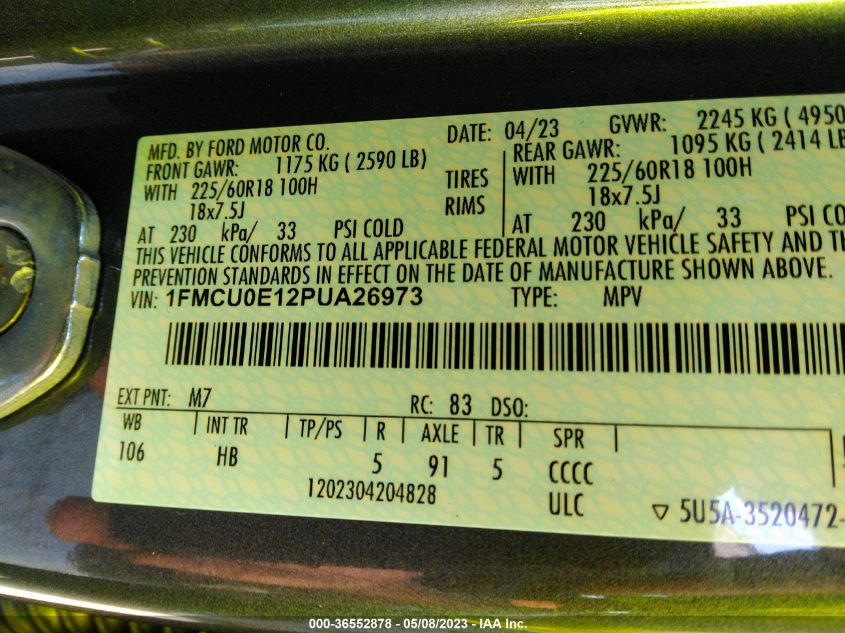 MFD. BY FORD MOTOR CO. DATE: 04/23 GVWR: 2245 KG ( 4950
FRONT GAWR: 1175 KG ( 2590 LB) REAR GAWR: 1095 KG ( 2414 LB
WITH 225/60R18 100H TIRES WITH 225/60R18 100H
18x7.5J RIMS 18x7.5J
AT 230 kPa/ 33 PSI COLD AT 230 kPa/ 33 PSI CO
THIS VEHICLE CONFORMS TO ALL APPLICABLE FEDERAL MOTOR VEHICLE SAFETY AND
PREVENTION STANDARDS IN EFFECT ON THE DATE OF MANUFACTURE SHOWN ABOVE.
VIN: 1FMCU0E12PUA26973 TYPE: MPV
EXT PNT: M7 RC: 83 DSO:
WB INT TR TP/PS R AXLE TR SPR
106 HB 5 91 5 CCCC
1202304204828 ULC ▽ 5U5A-3520472-
000-36552878 - 05/08/2023 - IAA Inc.